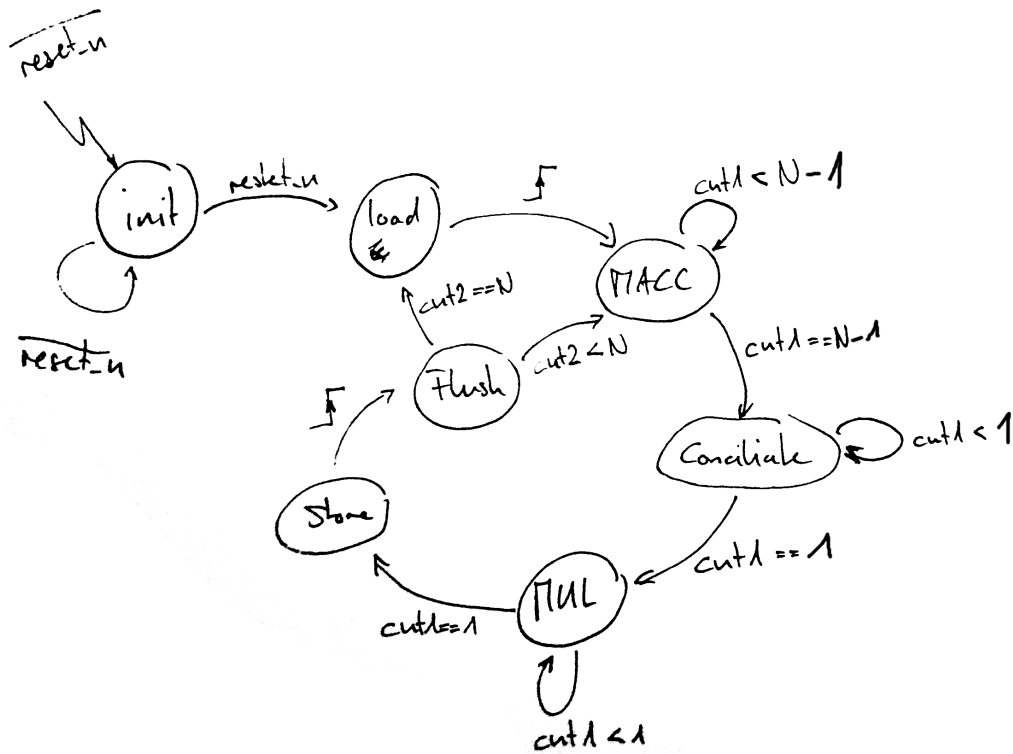 reset_n
init
reset_n
reset_n
load
MACC
cnt1 < N-1
cnt2 == N
cnt2 < N
cnt1 == N-1
Flush
Conciliate
cnt1 < 1
Store
cnt1 == 1
MUL
cnt1 == 1
cnt1 < 1